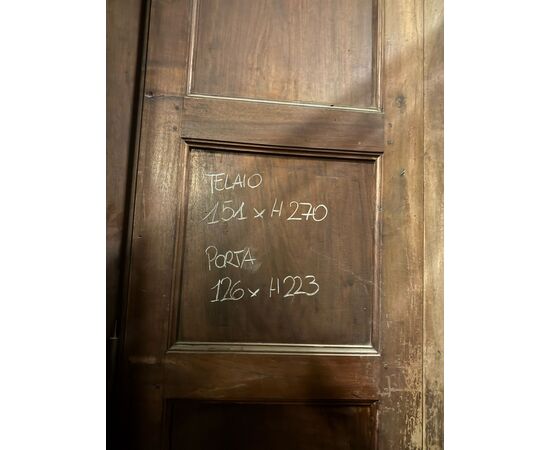 TELAIO
151 x H 270
PORTA
126 x H 223